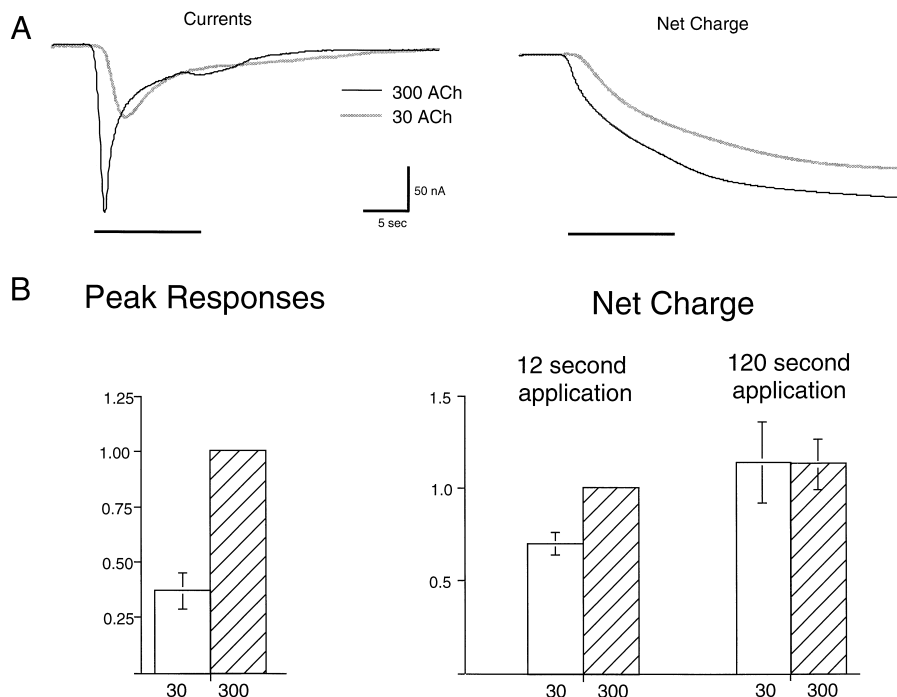 A
Currents
Net Charge
300 ACh
30 ACh
50 nA
5 sec
B
Peak Responses
Net Charge
12 second
application
120 second
application
1.25
1.00
0.75
0.50
0.25
30 300
1.5
1.0
0.5
30 300
30 300